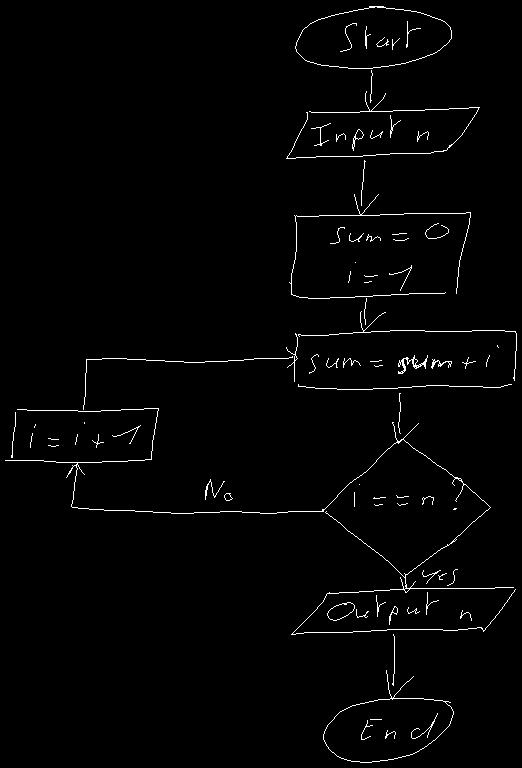 Start
Input n
sum = 0
i = 1
sum = sum + i
i = i + 1
No
i == n ?
Yes
Output n
End